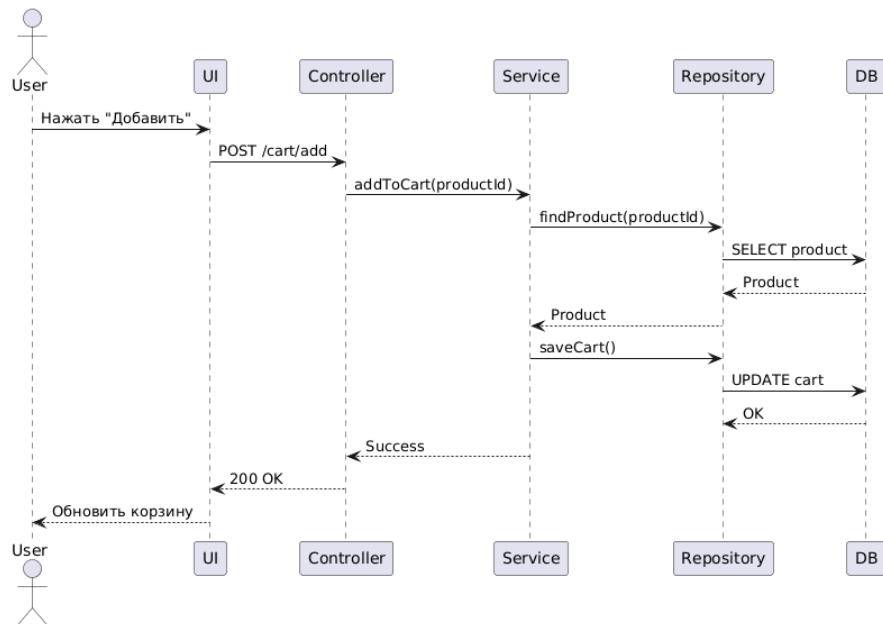 User
UI
Controller
Service
Repository
DB
Нажать "Добавить"
POST /cart/add
addToCart(productId)
findProduct(productId)
SELECT product
Product
Product
saveCart()
UPDATE cart
OK
Success
200 OK
Обновить корзину
User
UI
Controller
Service
Repository
DB